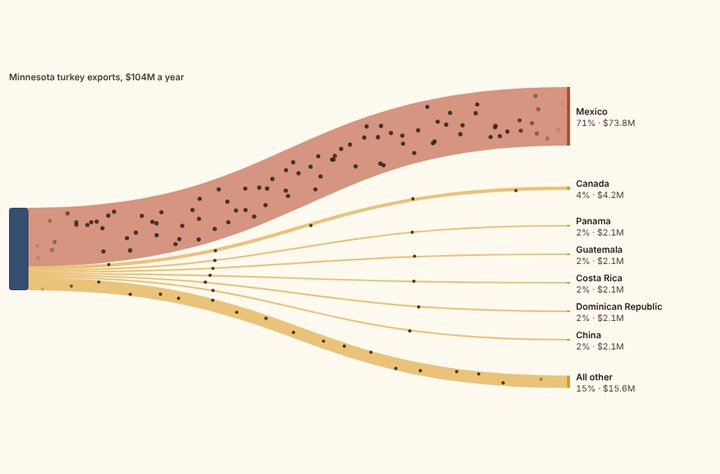 Minnesota turkey exports, $104M a year
Mexico
71% · $73.8M
Canada
4% · $4.2M
Panama
2% · $2.1M
Guatemala
2% · $2.1M
Costa Rica
2% · $2.1M
Dominican Republic
2% · $2.1M
China
2% · $2.1M
All other
15% · $15.6M